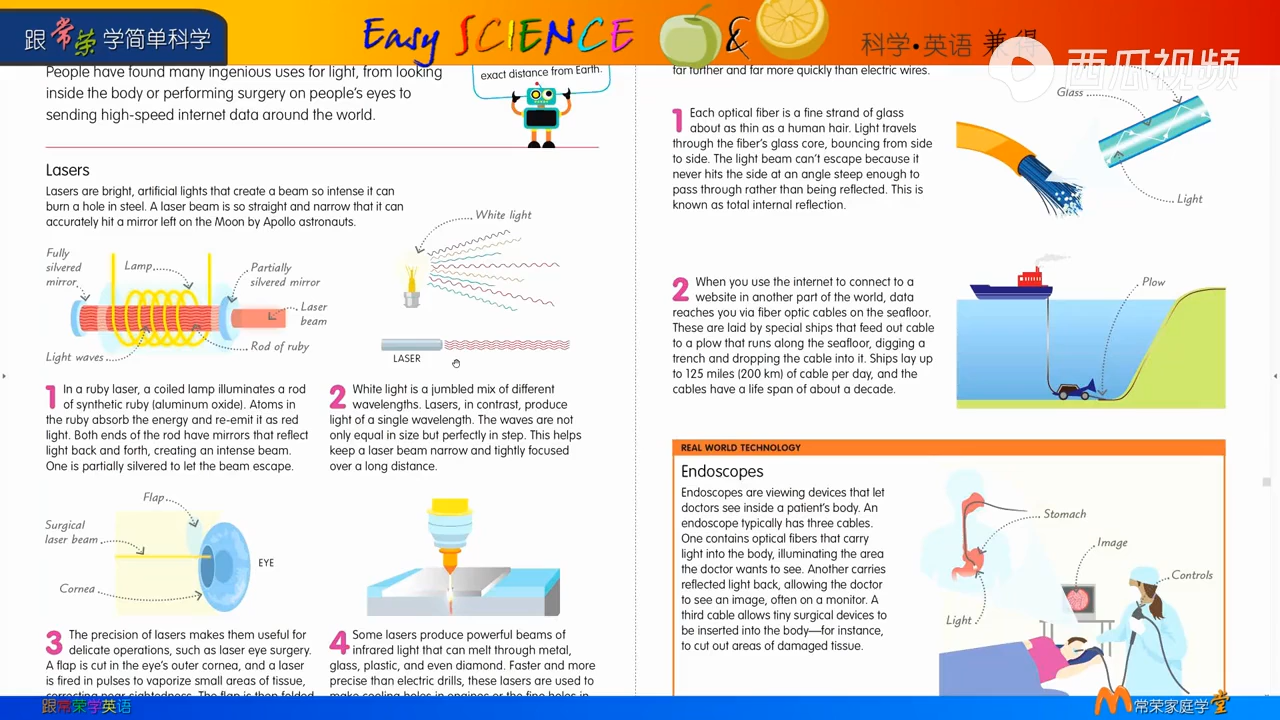 跟常荣学简单科学
Easy SCIENCE &
科学·英语 兼得
西瓜视频
People have found many ingenious uses for light, from looking
inside the body or performing surgery on people's eyes to
sending high-speed internet data around the world.
exact distance from Earth.
Lasers
Lasers are bright, artificial lights that create a beam so intense it can
burn a hole in steel. A laser beam is so straight and narrow that it can
accurately hit a mirror left on the Moon by Apollo astronauts.
Fully
silvered
mirror
Lamp
Partially
silvered mirror
Laser
beam
Light waves
Rod of ruby
White light
LASER
1 In a ruby laser, a coiled lamp illuminates a rod
of synthetic ruby (aluminum oxide). Atoms in
the ruby absorb the energy and re-emit it as red
light. Both ends of the rod have mirrors that reflect
light back and forth, creating an intense beam.
One is partially silvered to let the beam escape.
2 White light is a jumbled mix of different
wavelengths. Lasers, in contrast, produce
light of a single wavelength. The waves are not
only equal in size but perfectly in step. This helps
keep a laser beam narrow and tightly focused
over a long distance.
Flap
Surgical
laser beam
EYE
Cornea
3 The precision of lasers makes them useful for
delicate operations, such as laser eye surgery.
A flap is cut in the eye's outer cornea, and a laser
is fired in pulses to vaporize small areas of tissue,
correcting near-sightedness. The flap is then folded
4 Some lasers produce powerful beams of
infrared light that can melt through metal,
glass, plastic, and even diamond. Faster and more
precise than electric drills, these lasers are used to
make cooling holes in engines or the fine holes in
far further and far more quickly than electric wires.
1 Each optical fiber is a fine strand of glass
about as thin as a human hair. Light travels
through the fiber's glass core, bouncing from side
to side. The light beam can't escape because it
never hits the side at an angle steep enough to
pass through rather than being reflected. This is
known as total internal reflection.
Glass
Light
2 When you use the internet to connect to a
website in another part of the world, data
reaches you via fiber optic cables on the seafloor.
These are laid by special ships that feed out cable
to a plow that runs along the seafloor, digging a
trench and dropping the cable into it. Ships lay up
to 125 miles (200 km) of cable per day, and the
cables have a life span of about a decade.
Plow
REAL WORLD TECHNOLOGY
Endoscopes
Endoscopes are viewing devices that let
doctors see inside a patient's body. An
endoscope typically has three cables.
One contains optical fibers that carry
light into the body, illuminating the area
the doctor wants to see. Another carries
reflected light back, allowing the doctor
to see an image, often on a monitor. A
third cable allows tiny surgical devices to
be inserted into the body—for instance,
to cut out areas of damaged tissue.
Stomach
Image
Controls
Light
跟常荣学英语
常荣家庭学堂